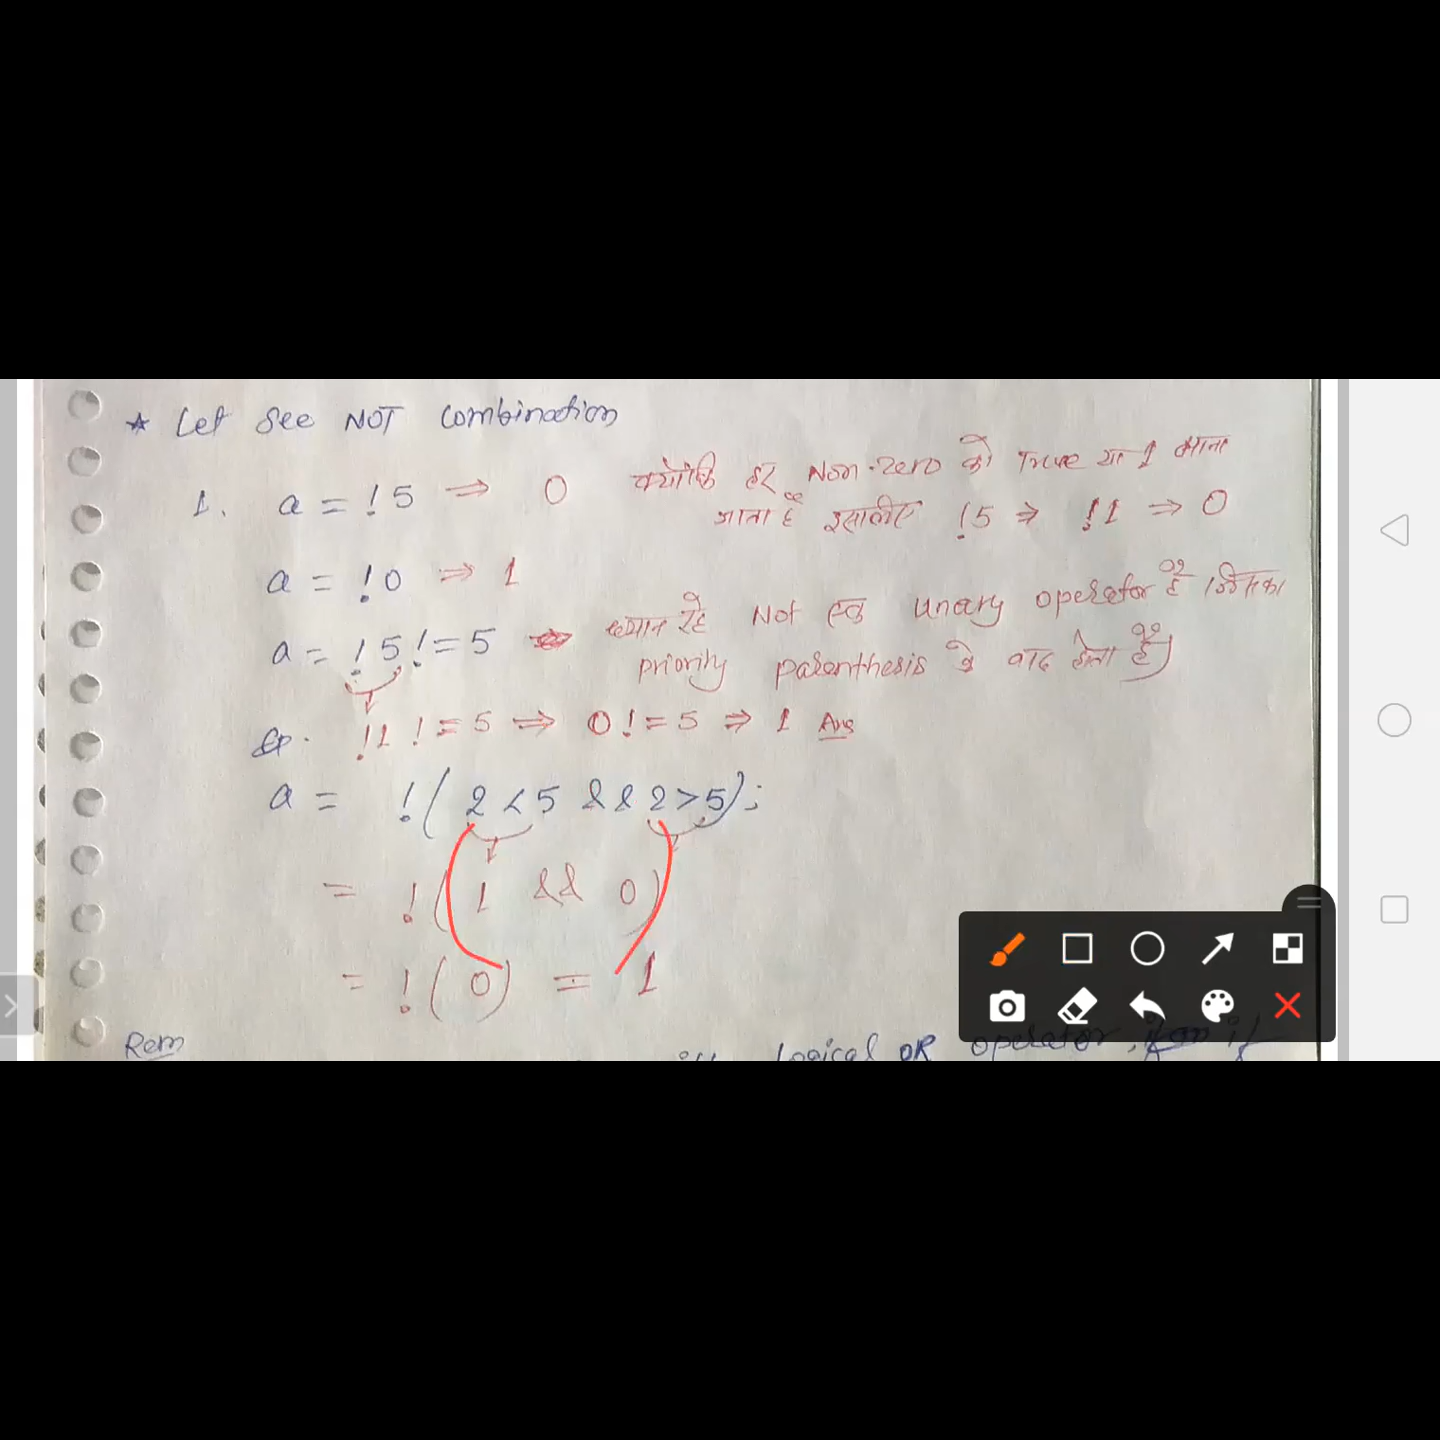 * Let See NOT Combination
1. a = !5 ⇒ 0 क्योंकि हर Non-zero को True या 1 माना
जाता है इसलिए !5 ⇒ !1 ⇒ 0
a = !0 ⇒ 1
a = !5 != 5 ध्यान रहे Not एक unary operator है जिसका
priority parenthesis के बाद होता है)
!1 != 5 ⇒ 0 != 5 ⇒ 1 Ans
a = !( 2 < 5 && 2 > 5);
= !( 1 && 0)
= !( 0 ) = 1
Rem
Logical OR operator, if